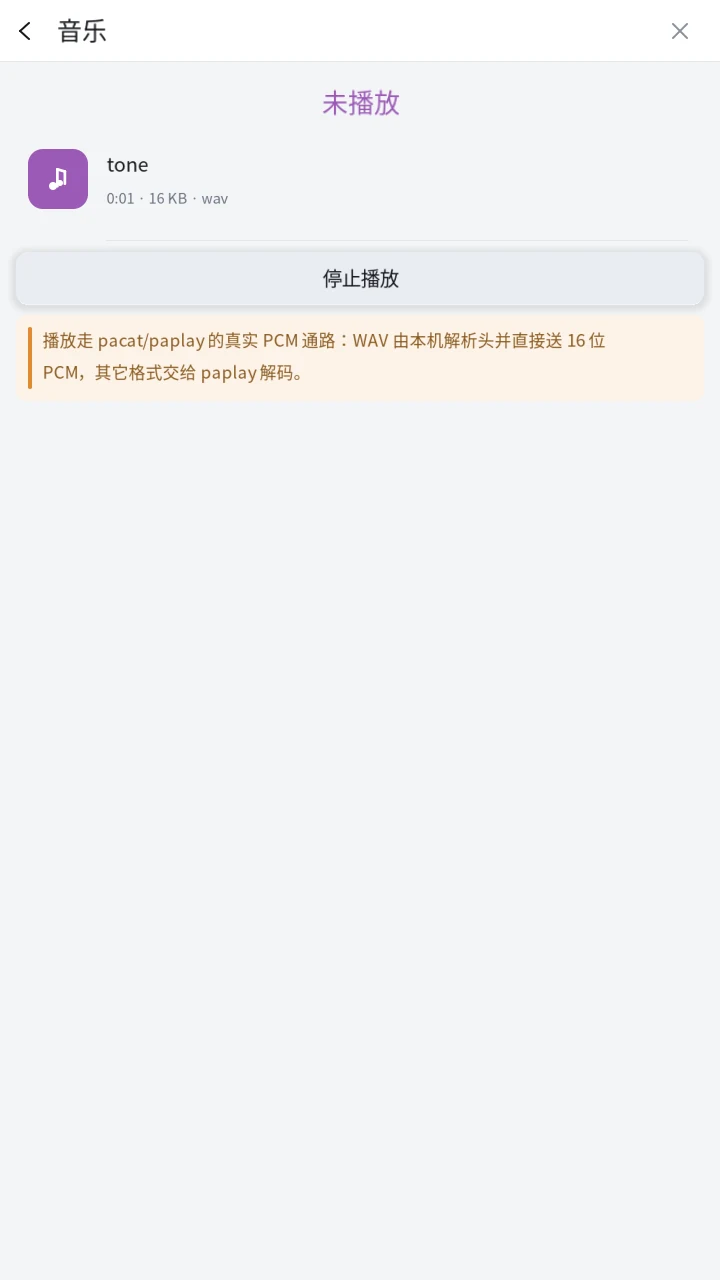 音乐
未播放
tone
0:01 · 16 KB · wav
停止播放
播放走 pacat/paplay 的真实 PCM 通路：WAV 由本机解析头并直接送 16 位
PCM，其它格式交给 paplay 解码。